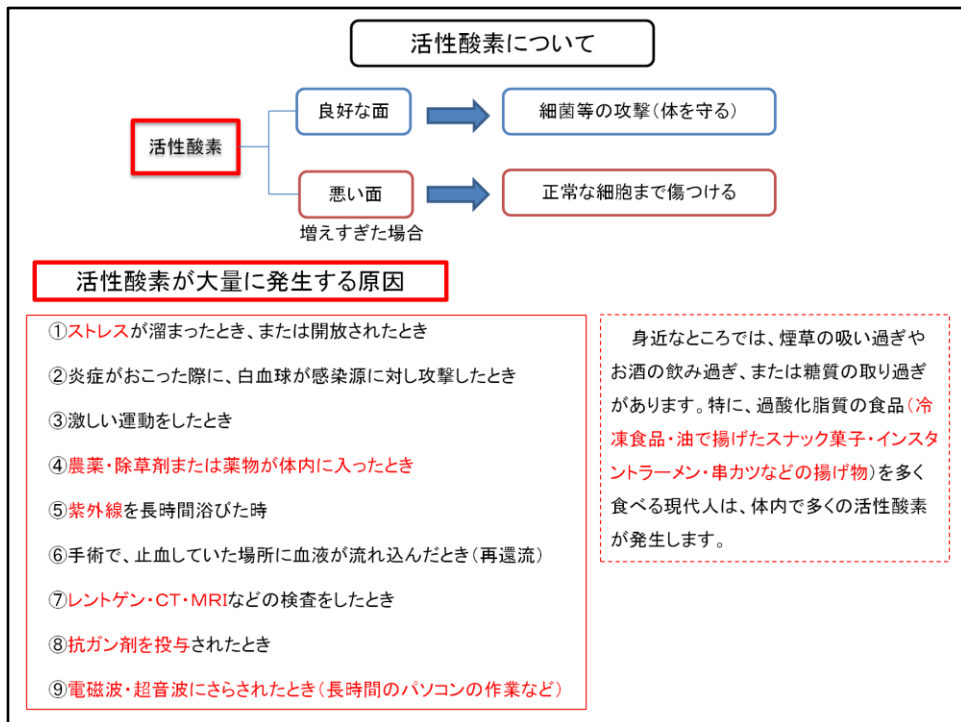 活性酸素について
活性酸素
良好な面
細菌等の攻撃(体を守る)
悪い面
正常な細胞まで傷つける
増えすぎた場合
活性酸素が大量に発生する原因
①ストレスが溜まったとき、または開放されたとき
②炎症がおこった際に、白血球が感染源に対し攻撃したとき
③激しい運動をしたとき
④農薬・除草剤または薬物が体内に入ったとき
⑤紫外線を長時間浴びた時
⑥手術で、止血していた場所に血液が流れ込んだとき(再還流)
⑦レントゲン・CT・MRIなどの検査をしたとき
⑧抗ガン剤を投与されたとき
⑨電磁波・超音波にさらされたとき(長時間のパソコンの作業など)
身近なところでは、煙草の吸い過ぎや
お酒の飲み過ぎ、または糖質の取り過ぎ
があります。特に、過酸化脂質の食品(冷
凍食品・油で揚げたスナック菓子・インスタ
ントラーメン・串カツなどの揚げ物)を多く
食べる現代人は、体内で多くの活性酸素
が発生します。